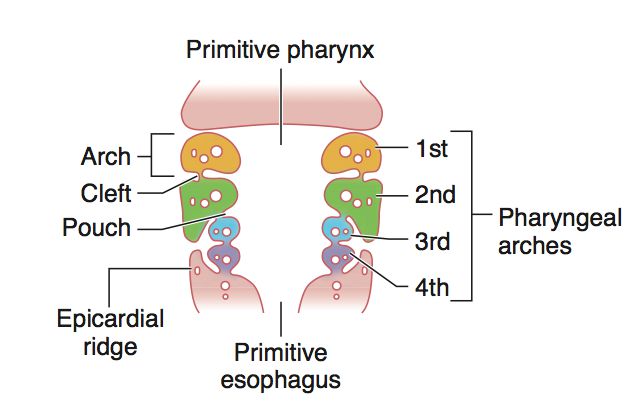 Primitive pharynx
Arch
Cleft
Pouch
Epicardial
ridge
Primitive
esophagus
1st
2nd
3rd
4th
Pharyngeal
arches